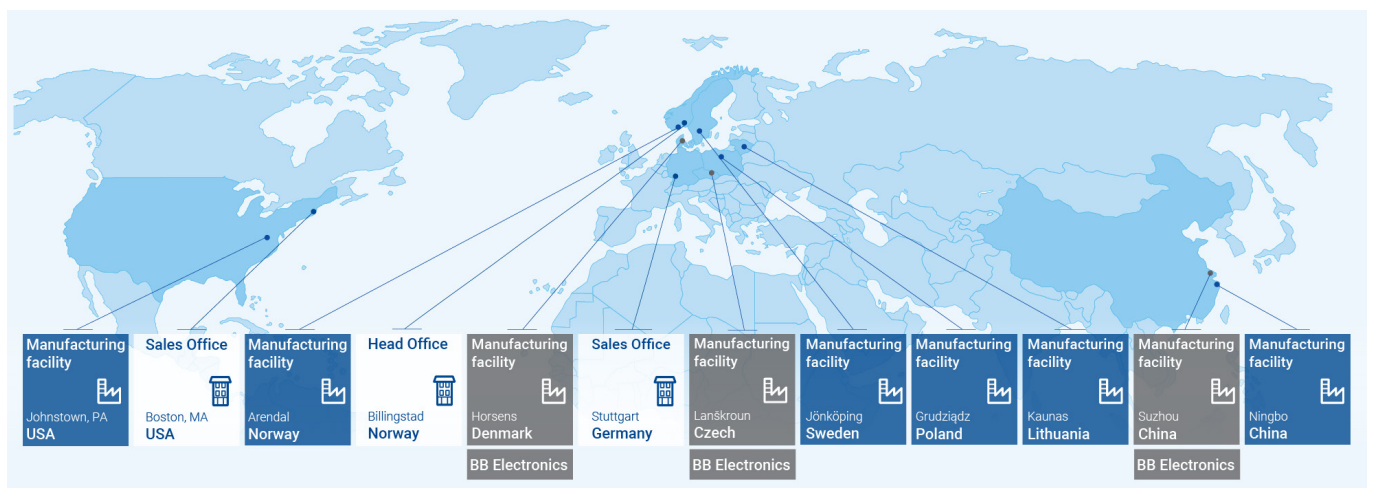 Manufacturing
facility
Johnstown, PA
USA
Sales Office
Boston, MA
USA
Manufacturing
facility
Arendal
Norway
Head Office
Billingstad
Norway
Manufacturing
facility
Horsens
Denmark
BB Electronics
Sales Office
Stuttgart
Germany
Manufacturing
facility
Lanškroun
Czech
BB Electronics
Manufacturing
facility
Jönköping
Sweden
Manufacturing
facility
Grudziądz
Poland
Manufacturing
facility
Kaunas
Lithuania
Manufacturing
facility
Suzhou
China
BB Electronics
Manufacturing
facility
Ningbo
China